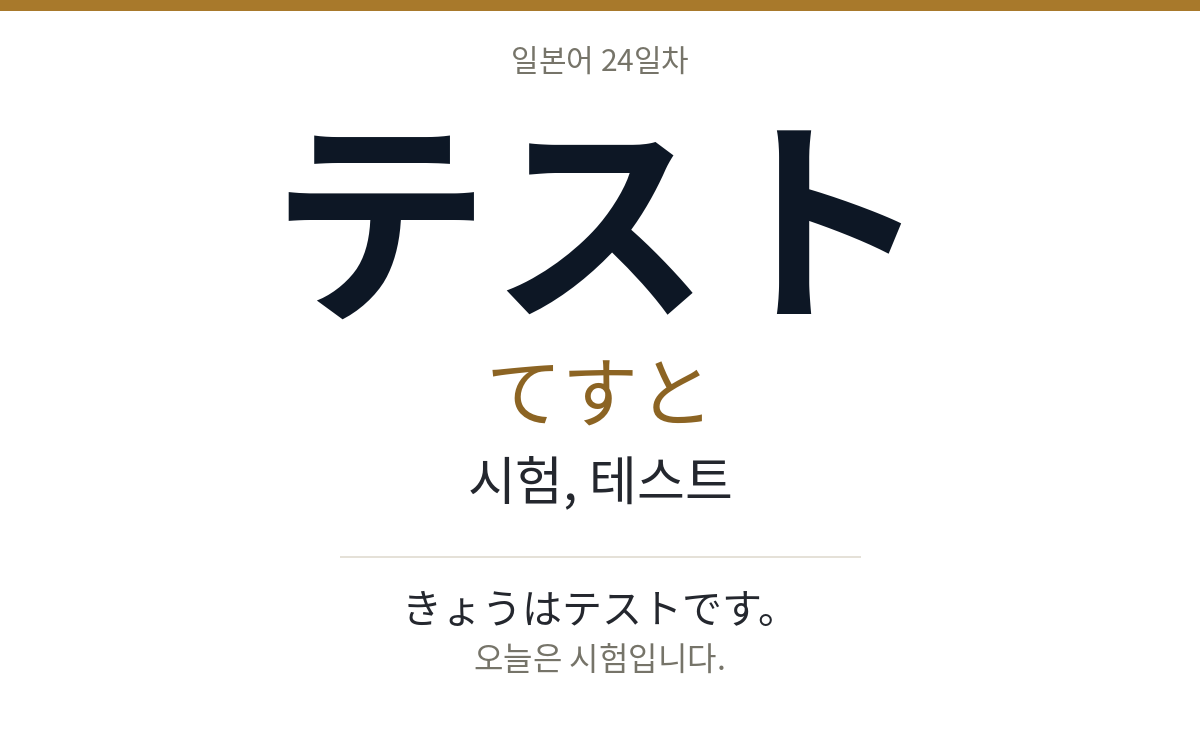 일본어 24일차
テスト
てすと
시험, 테스트
きょうはテストです。
오늘은 시험입니다.